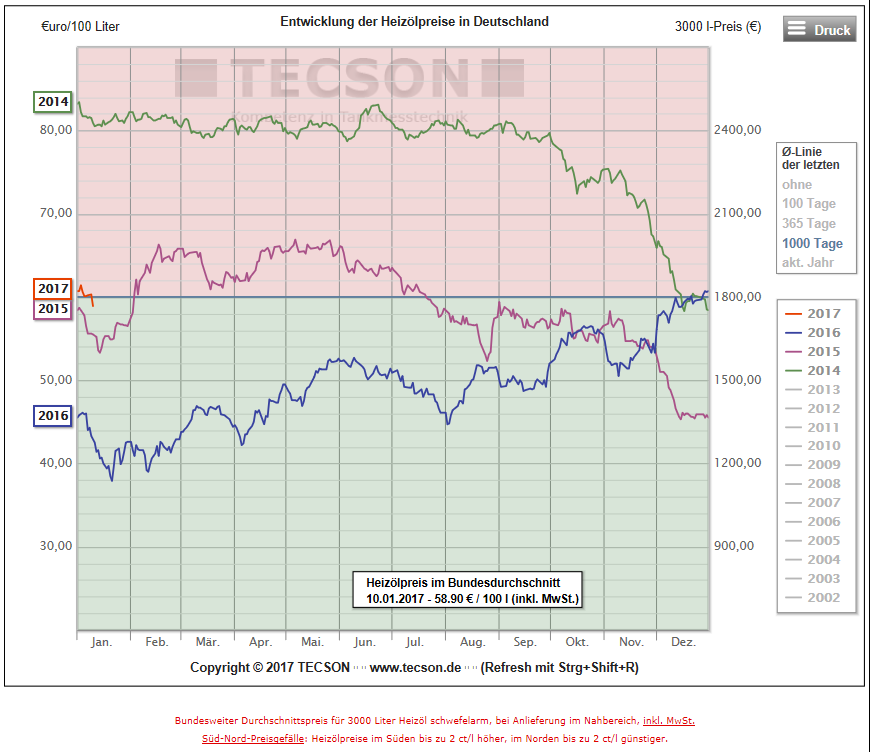 €uro/100 Liter
Entwicklung der Heizölpreise in Deutschland
3000 l-Preis (€)
Druck
TECSON
Kompetenz in Tankmesstechnik
2014
2017
2015
2016
80,00
70,00
50,00
40,00
30,00
2400,00
2100,00
1800,00
1500,00
1200,00
900,00
Ø-Linie
der letzten
ohne
100 Tage
365 Tage
1000 Tage
akt. Jahr
2017
2016
2015
2014
2013
2012
2011
2010
2009
2008
2007
2006
2005
2004
2003
2002
Heizölpreis im Bundesdurchschnitt
10.01.2017 - 58.90 € / 100 l (inkl. MwSt.)
Jan. Feb. Mär. Apr. Mai. Jun. Jul. Aug. Sep. Okt. Nov. Dez.
Copyright © 2017 TECSON ···· www.tecson.de ···· (Refresh mit Strg+Shift+R)
Bundesweiter Durchschnittspreis für 3000 Liter Heizöl schwefelarm, bei Anlieferung im Nahbereich, inkl. MwSt.
Süd-Nord-Preisgefälle: Heizölpreise im Süden bis zu 2 ct/l höher, im Norden bis zu 2 ct/l günstiger.